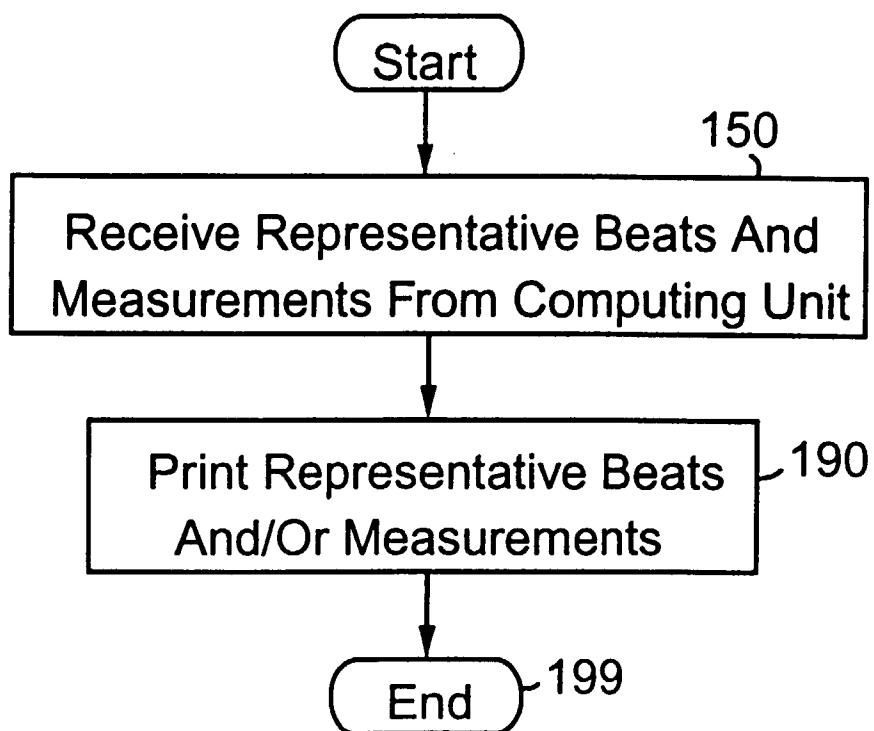 Start
150
Receive Representative Beats And
Measurements From Computing Unit
Print Representative Beats
And/Or Measurements
190
End
199